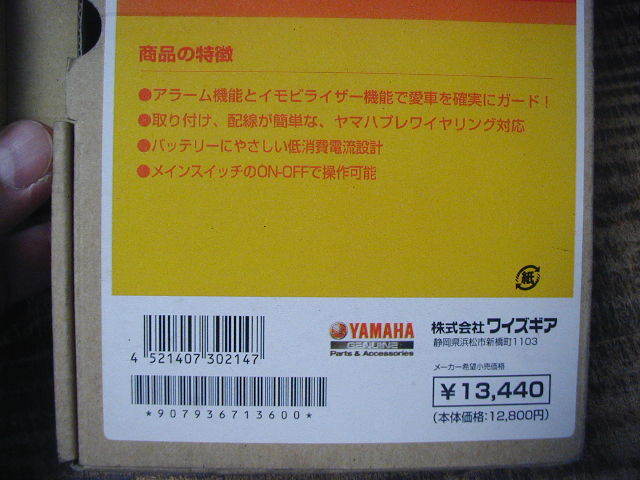 商品の特徴
●アラーム機能とイモビライザー機能で愛車を確実にガード！
●取り付け、配線が簡単な、ヤマハプレワイヤリング対応
●バッテリーにやさしい低消費電流設計
●メインスイッチのON-OFFで操作可能
紙
4 521407 302147
*907936713600*
YAMAHA
GENUINE
Parts & Accessories
株式会社 ワイズギア
静岡県浜松市新橋町1103
メーカー希望小売価格
¥13,440
(本体価格:12,800円)